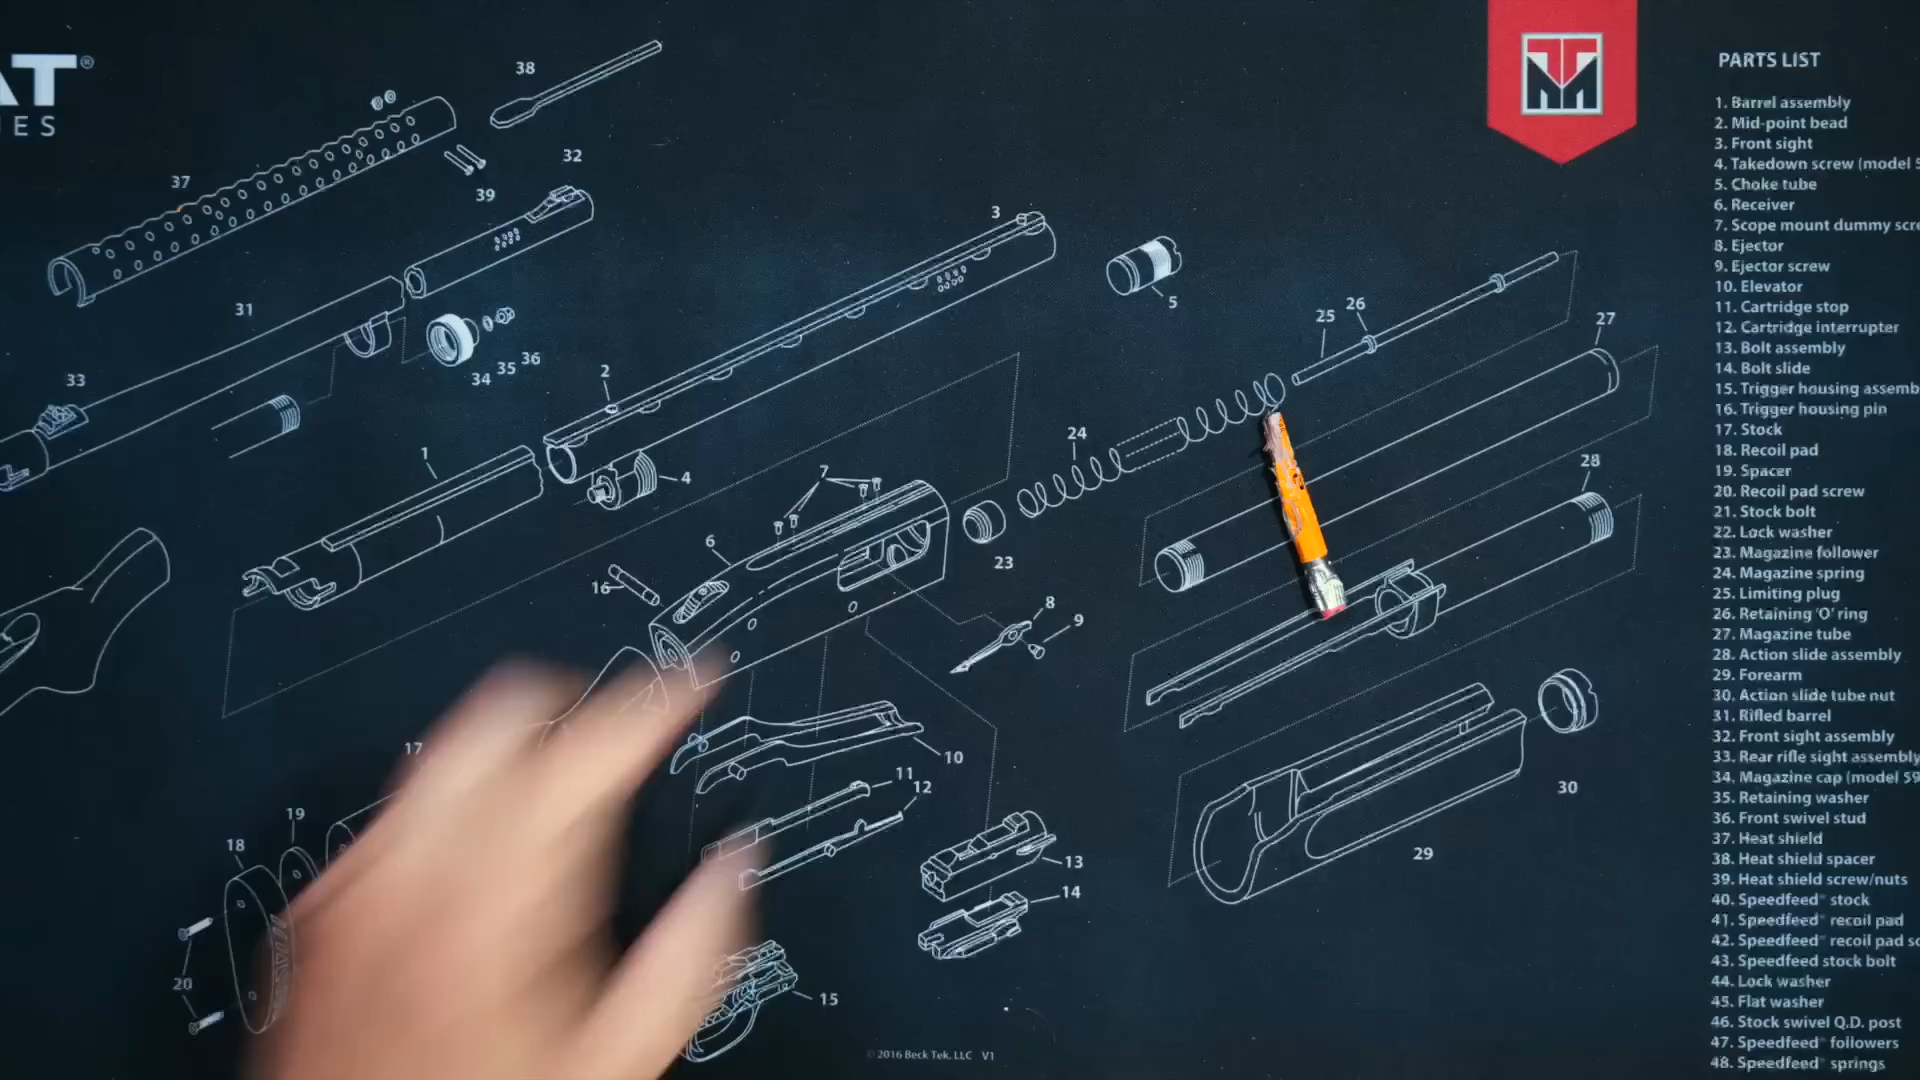 AT®
UES
PARTS LIST
1. Barrel assembly
2. Mid-point bead
3. Front sight
4. Takedown screw (model 5
5. Choke tube
6. Receiver
7. Scope mount dummy scre
8. Ejector
9. Ejector screw
10. Elevator
11. Cartridge stop
12. Cartridge interrupter
13. Bolt assembly
14. Bolt slide
15. Trigger housing assemb
16. Trigger housing pin
17. Stock
18. Recoil pad
19. Spacer
20. Recoil pad screw
21. Stock bolt
22. Lock washer
23. Magazine follower
24. Magazine spring
25. Limiting plug
26. Retaining 'O' ring
27. Magazine tube
28. Action slide assembly
29. Forearm
30. Action slide tube nut
31. Rifled barrel
32. Front sight assembly
33. Rear rifle sight assembly
34. Magazine cap (model 59
35. Retaining washer
36. Front swivel stud
37. Heat shield
38. Heat shield spacer
39. Heat shield screw/nuts
40. Speedfeed® stock
41. Speedfeed® recoil pad
42. Speedfeed® recoil pad sc
43. Speedfeed stock bolt
44. Lock washer
45. Flat washer
46. Stock swivel Q.D. post
47. Speedfeed® followers
48. Speedfeed® springs
38
37
39
32
3
5
31
33
34
35
36
2
25
26
27
1
4
24
28
7
6
23
16
8
9
17
10
11
12
30
19
18
13
29
14
20
15
© 2016 Beck Tek, LLC V1